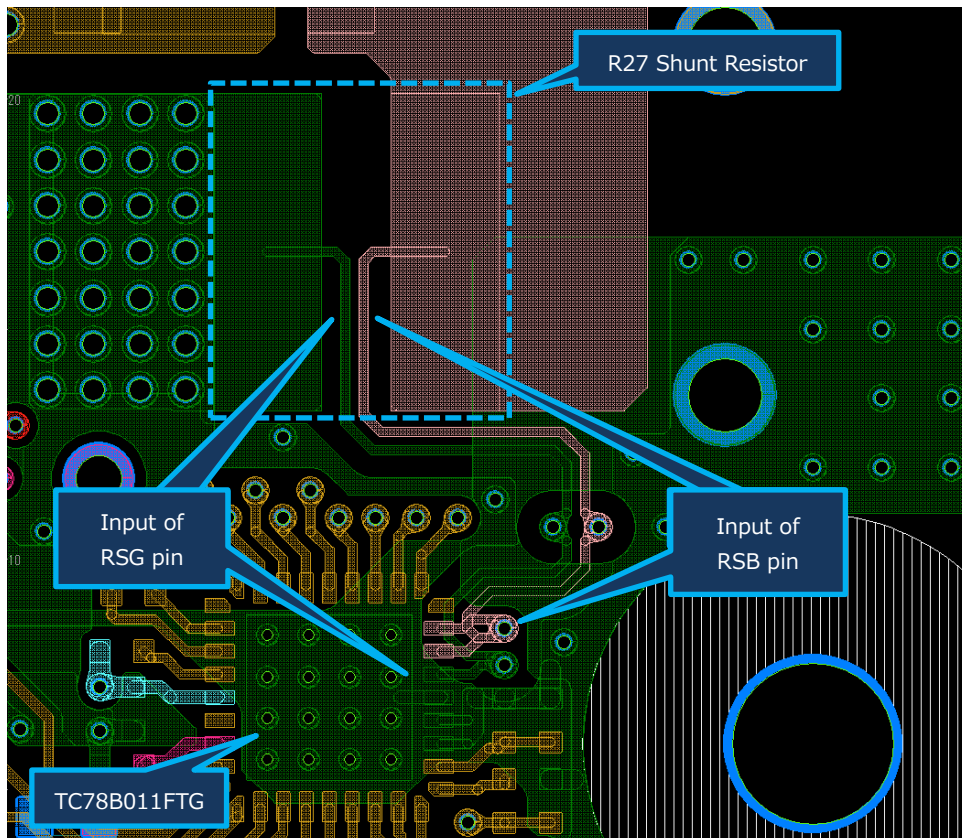 R27 Shunt Resistor
20
Input of
RSG pin
Input of
RSB pin
10
TC78B011FTG